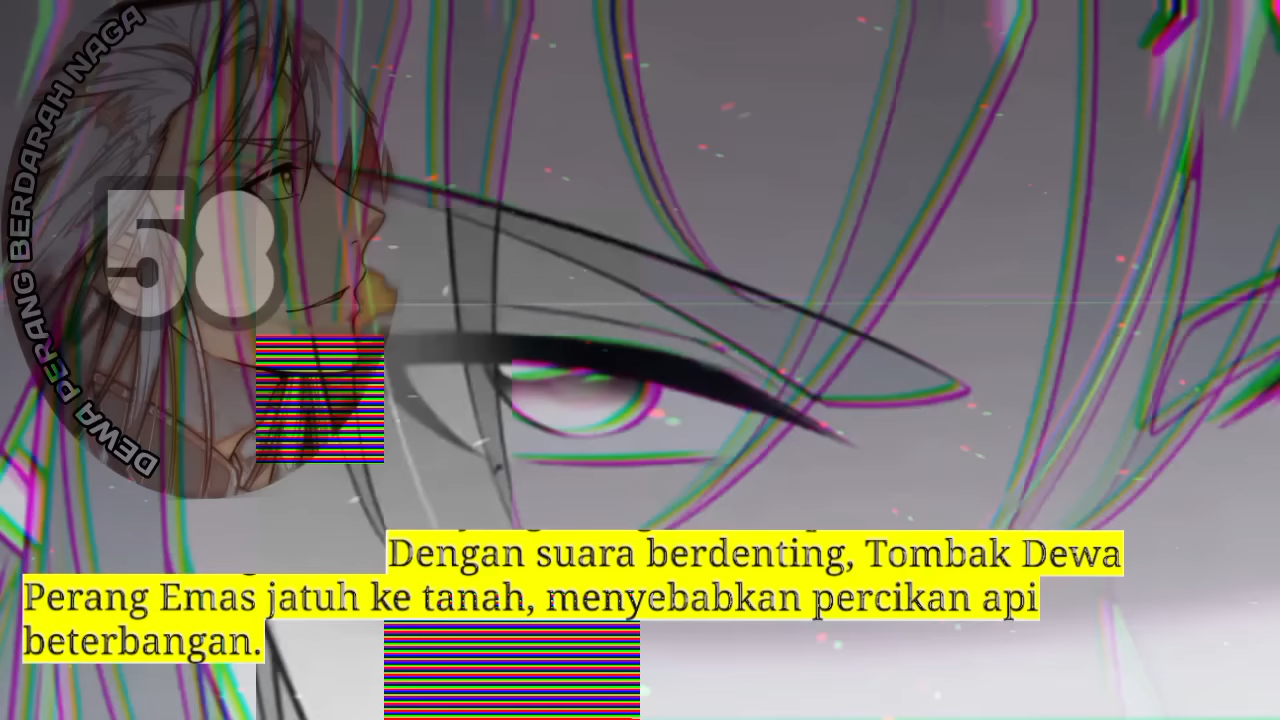 DEWA PERANG BERDARAH NAGA
58
Dengan suara berdenting, Tombak Dewa
Perang Emas jatuh ke tanah, menyebabkan percikan api
beterbangan.